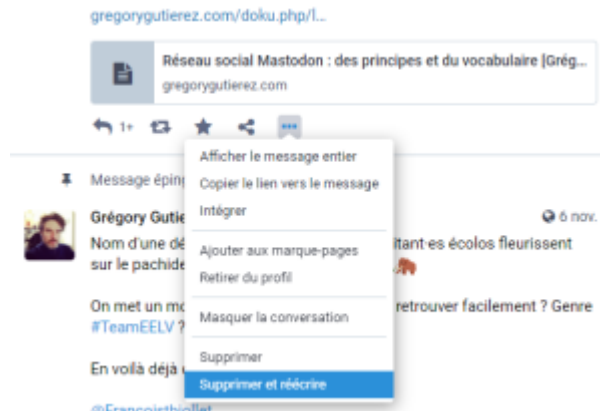 gregorygutierez.com/doku.php/l...
Réseau social Mastodon : des principes et du vocabulaire [Grég...
gregorygutierez.com
1+
Afficher le message entier
Message éping
Copier le lien vers le message
Intégrer
Grégory Gutie
6 nov.
Nom d'une dé
itant·es écolos fleurissent
Ajouter aux marque-pages
sur le pachide
Retirer du profil
On met un mo
retrouver facilement ? Genre
Masquer la conversation
#TeamEELV ?
Supprimer
En voilà déjà
Supprimer et réécrire
@Francoisthiollet